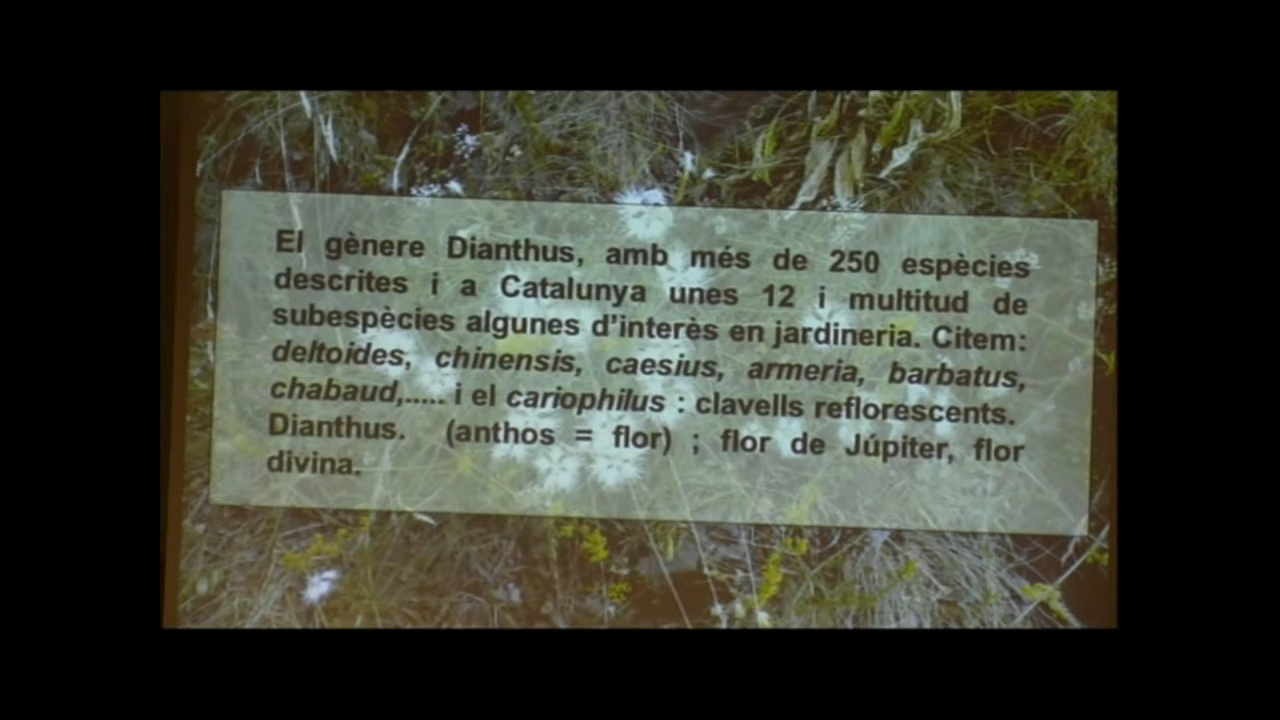 El gènere Dianthus, amb més de 250 espècies
descrites i a Catalunya unes 12 i multitud de
subespècies algunes d'interès en jardineria. Citem:
deltoides, chinensis, caesius, armeria, barbatus,
chabaud,..... i el cariophilus : clavells reflorescents.
Dianthus. (anthos = flor) ; flor de Júpiter, flor
divina.